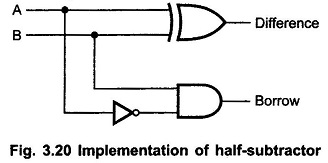 A
B
Difference
Borrow
Fig. 3.20 Implementation of half-subtractor